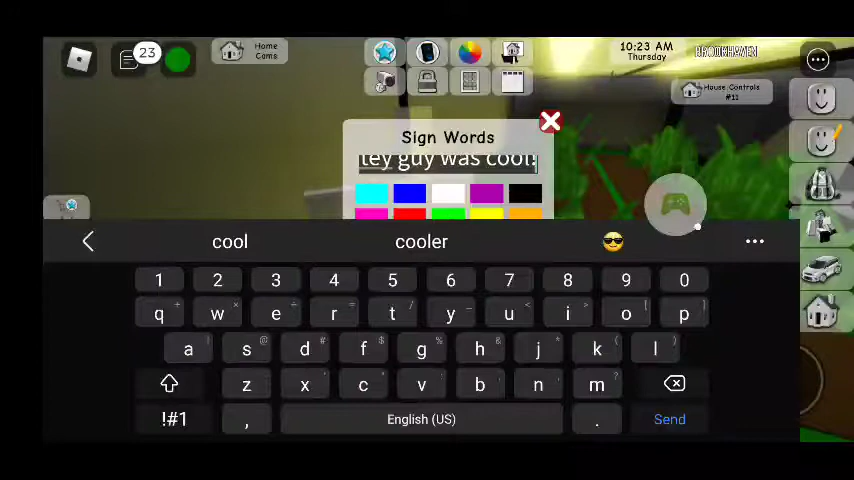 23
Home
Cams
10:23 AM
Thursday
BROOKHAVEN
House Controls
#11
Sign Words
tey guy was cool!
cool
cooler
1 2 3 4 5 6 7 8 9 0
q w e r t y u i o p
a s d f g h j k l
z x c v b n m
!#1
,
English (US)
.
Send